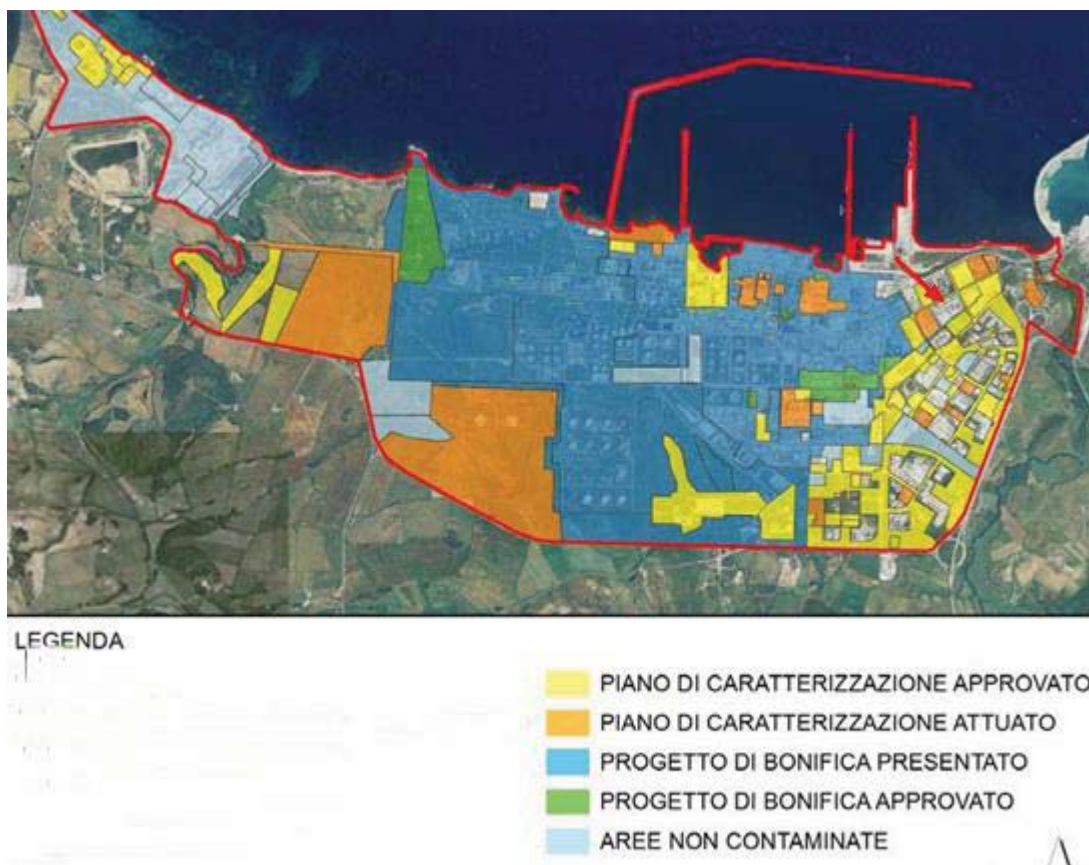 LEGENDA
PIANO DI CARATTERIZZAZIONE APPROVATO
PIANO DI CARATTERIZZAZIONE ATTUATO
PROGETTO DI BONIFICA PRESENTATO
PROGETTO DI BONIFICA APPROVATO
AREE NON CONTAMINATE